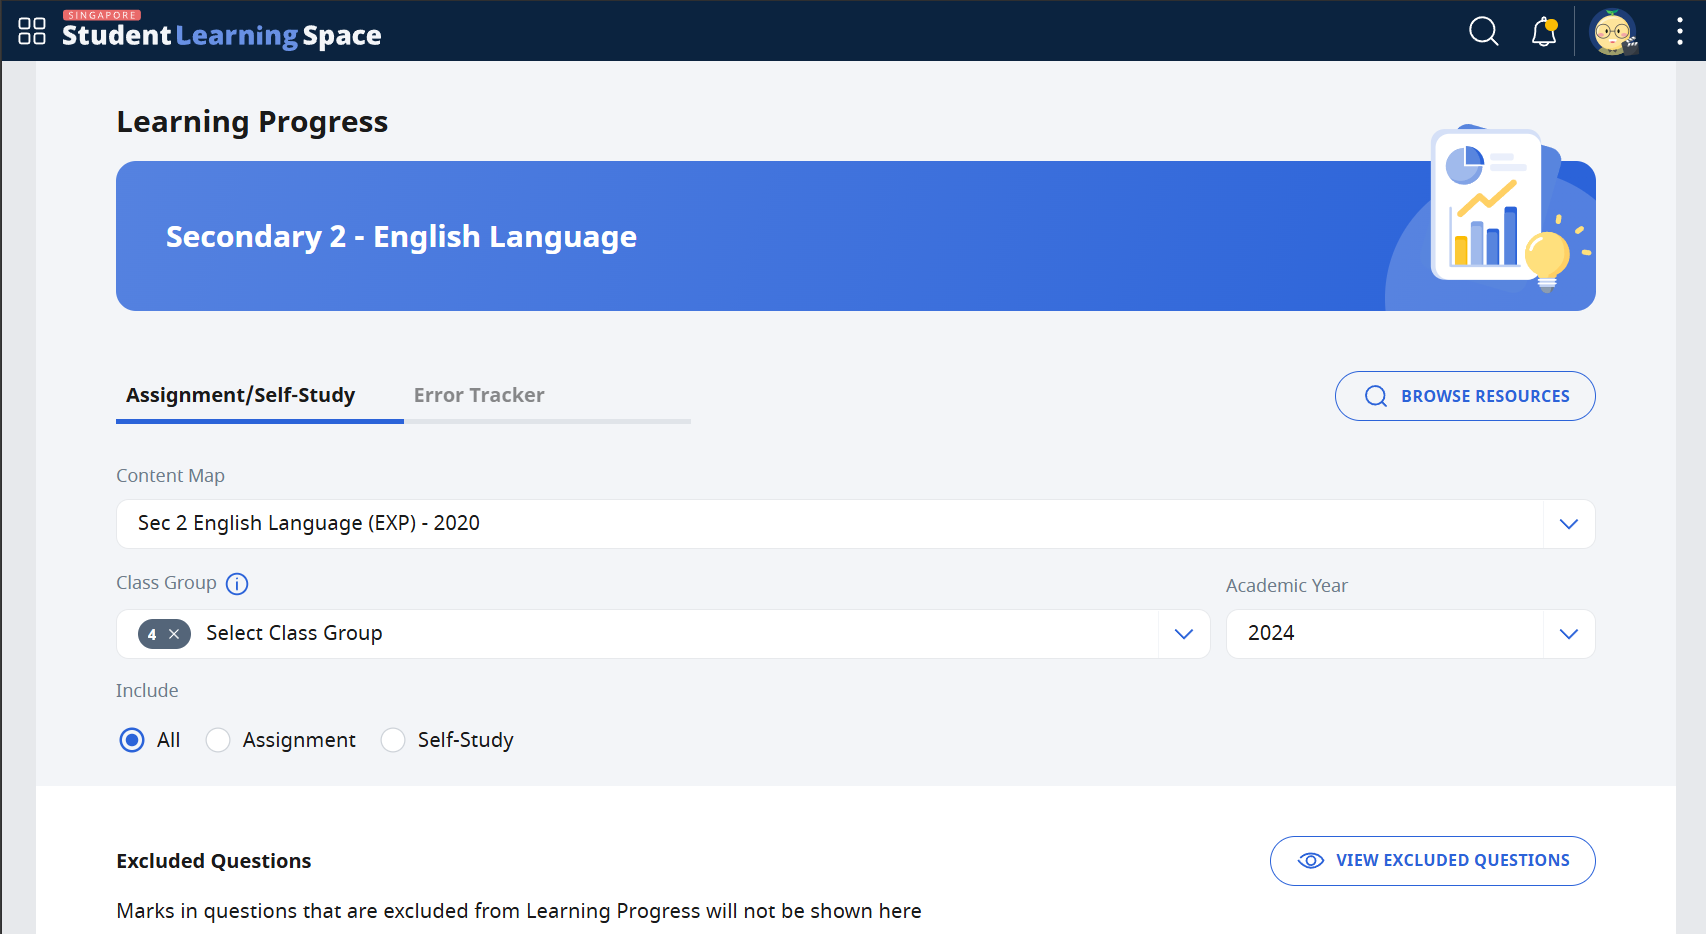 SINGAPORE
Student Learning Space
Learning Progress
Secondary 2 - English Language
Assignment/Self-Study
Error Tracker
BROWSE RESOURCES
Content Map
Sec 2 English Language (EXP) - 2020
Class Group
Academic Year
4 Select Class Group
2024
Include
All
Assignment
Self-Study
Excluded Questions
VIEW EXCLUDED QUESTIONS
Marks in questions that are excluded from Learning Progress will not be shown here